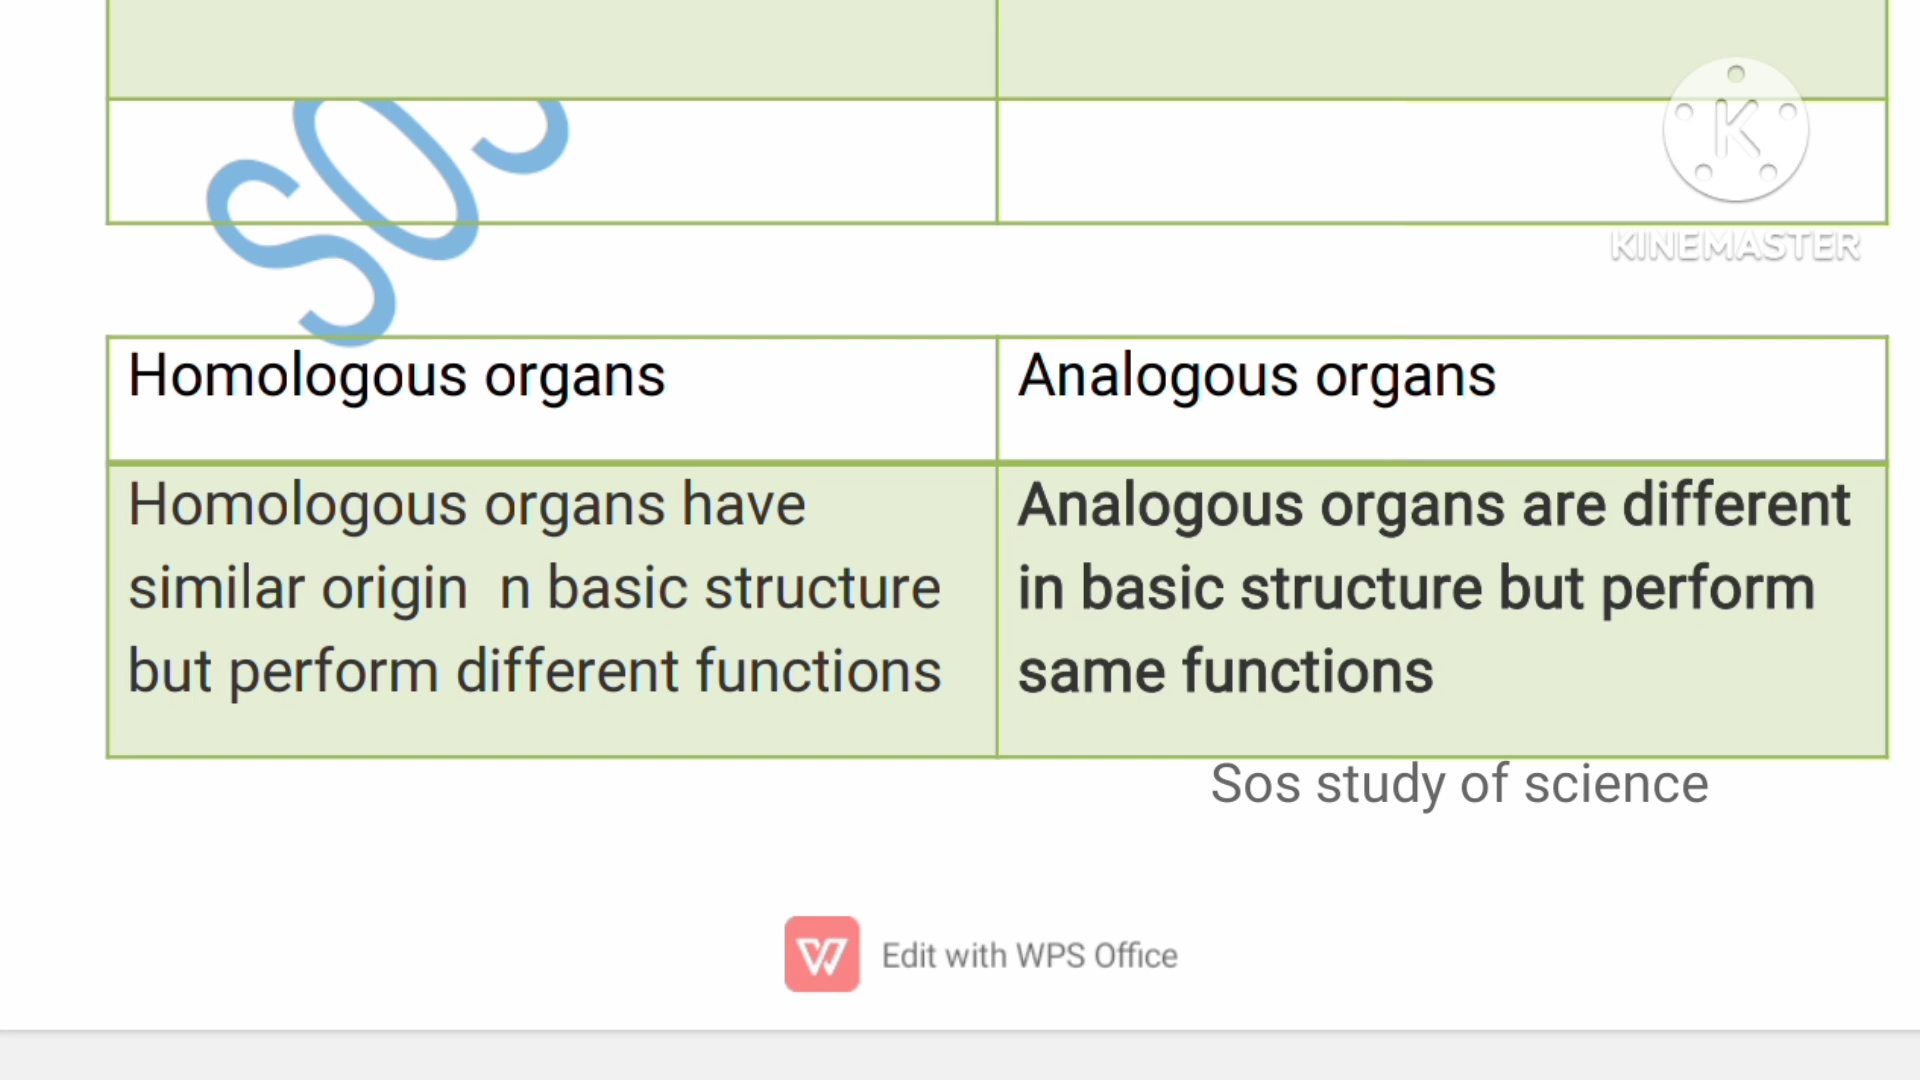 SOS
K
KINEMASTER
Homologous organs
Analogous organs
Homologous organs have
similar origin  n basic structure
but perform different functions
Analogous organs are different
in basic structure but perform
same functions
Sos study of science
Edit with WPS Office